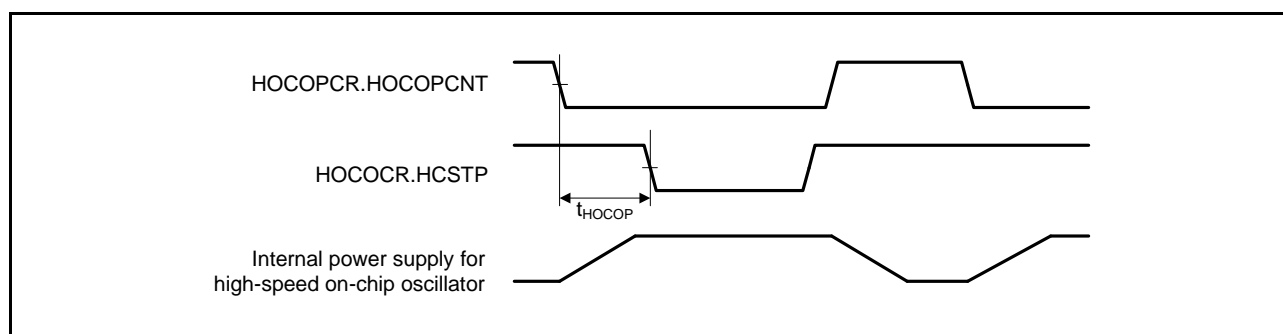 HOCOPCR.HOCOPCNT
HOCOCR.HCSTP
tHOCOP
Internal power supply for
high-speed on-chip oscillator